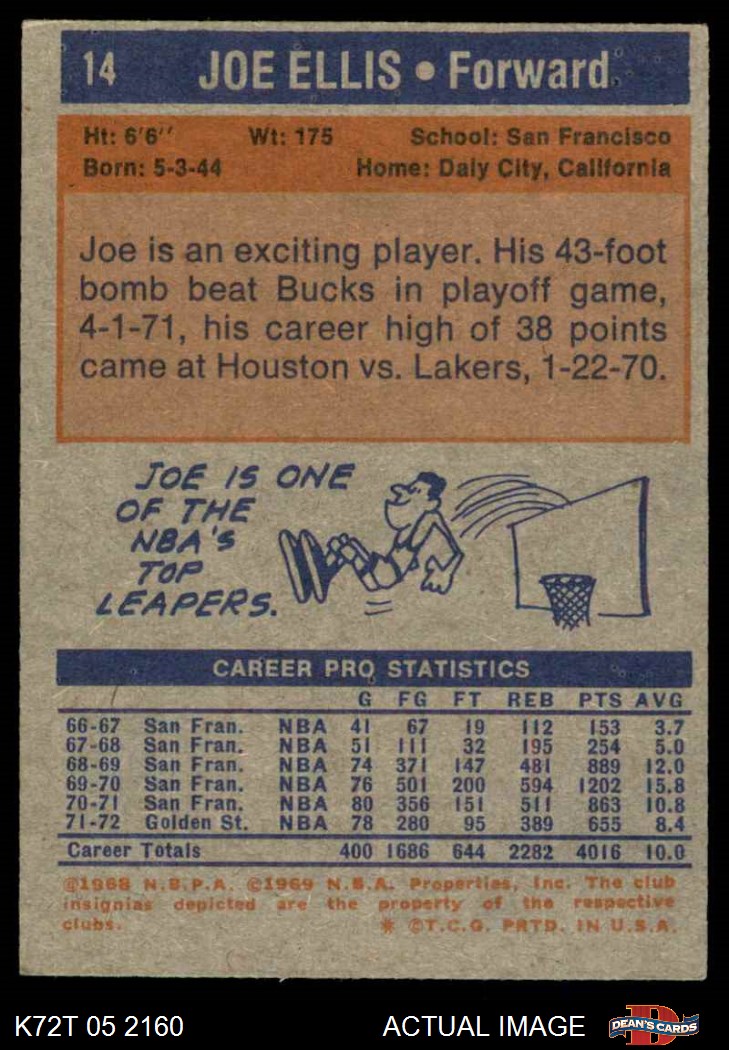 14 JOE ELLIS • Forward
Ht: 6'6'' Wt: 175 School: San Francisco
Born: 5-3-44 Home: Daly City, California
Joe is an exciting player. His 43-foot
bomb beat Bucks in playoff game,
4-1-71, his career high of 38 points
came at Houston vs. Lakers, 1-22-70.
JOE IS ONE
OF THE
NBA'S
TOP
LEAPERS.
CAREER PRO STATISTICS
G FG FT REB PTS AVG
66-67 San Fran. NBA 41 67 19 112 153 3.7
67-68 San Fran. NBA 51 111 32 195 254 5.0
68-69 San Fran. NBA 74 371 147 481 889 12.0
69-70 San Fran. NBA 76 501 200 594 1202 15.8
70-71 San Fran. NBA 80 356 151 511 863 10.8
71-72 Golden St. NBA 78 280 95 389 655 8.4
Career Totals 400 1686 644 2282 4016 10.0
©1968 N.B.P.A. ©1969 N.B.A. Properties, Inc. The club
insignias depicted are the property of the respective
clubs. * ©T.C.G. PRTD. IN U.S.A.
K72T 05 2160 ACTUAL IMAGE DEAN'S CARDS